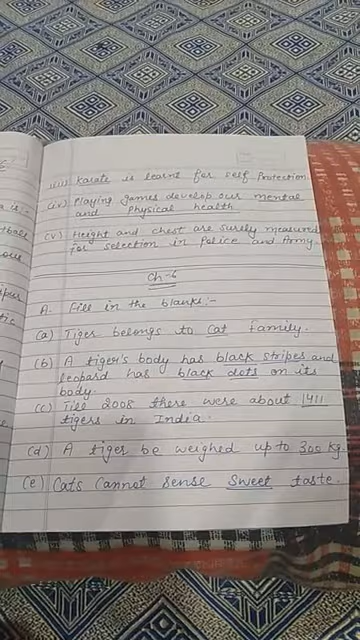 (iii) Karate is learnt for self Protection.
(iv) Playing games develop our mental
and Physical health
(v) Height and chest are surely measured
for selection in Police and Army.
Ch-6
A. Fill in the blanks:-
(a) Tiger belongs to Cat family.
(b) A tiger's body has black stripes and
leopard has black dots on its
body.
(c) Till 2008 there were about 1411
tigers in India.
(d) A tiger be weighed up to 300 Kg.
(e) Cats Cannot Sense Sweet taste.